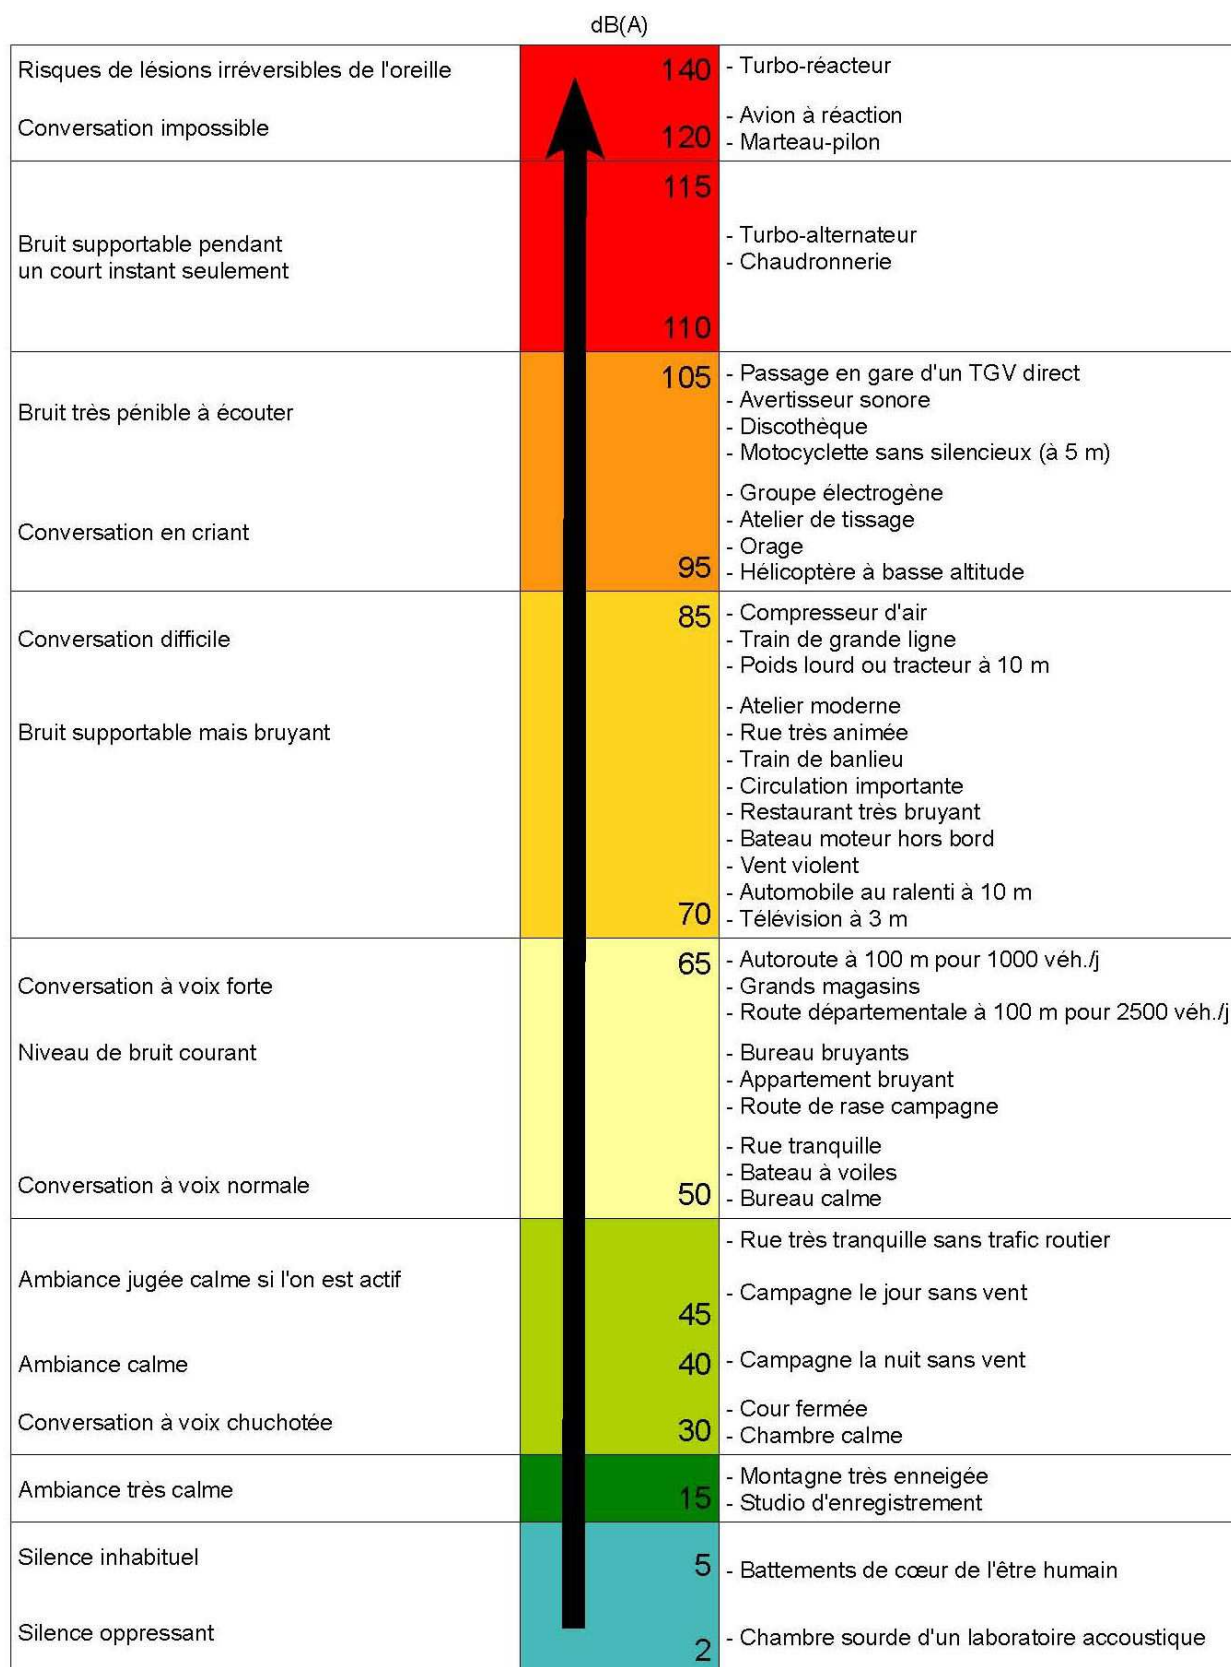 dB(A)
Risques de lésions irréversibles de l'oreille
140
- Turbo-réacteur
Conversation impossible
120
- Avion à réaction
- Marteau-pilon
115
Bruit supportable pendant
un court instant seulement
- Turbo-alternateur
- Chaudronnerie
110
105
Bruit très pénible à écouter
- Passage en gare d'un TGV direct
- Avertisseur sonore
- Discothèque
- Motocyclette sans silencieux (à 5 m)
Conversation en criant
95
- Groupe électrogène
- Atelier de tissage
- Orage
- Hélicoptère à basse altitude
Conversation difficile
85
- Compresseur d'air
- Train de grande ligne
- Poids lourd ou tracteur à 10 m
Bruit supportable mais bruyant
- Atelier moderne
- Rue très animée
- Train de banlieu
- Circulation importante
- Restaurant très bruyant
- Bateau moteur hors bord
- Vent violent
- Automobile au ralenti à 10 m
70
- Télévision à 3 m
65
Conversation à voix forte
- Autoroute à 100 m pour 1000 véh./j
- Grands magasins
- Route départementale à 100 m pour 2500 véh./j
Niveau de bruit courant
- Bureau bruyants
- Appartement bruyant
- Route de rase campagne
Conversation à voix normale
50
- Rue tranquille
- Bateau à voiles
- Bureau calme
- Rue très tranquille sans trafic routier
Ambiance jugée calme si l'on est actif
45
- Campagne le jour sans vent
Ambiance calme
40
- Campagne la nuit sans vent
Conversation à voix chuchotée
30
- Cour fermée
- Chambre calme
Ambiance très calme
15
- Montagne très enneigée
- Studio d'enregistrement
Silence inhabituel
5
- Battements de cœur de l'être humain
Silence oppressant
2
- Chambre sourde d'un laboratoire accoustique